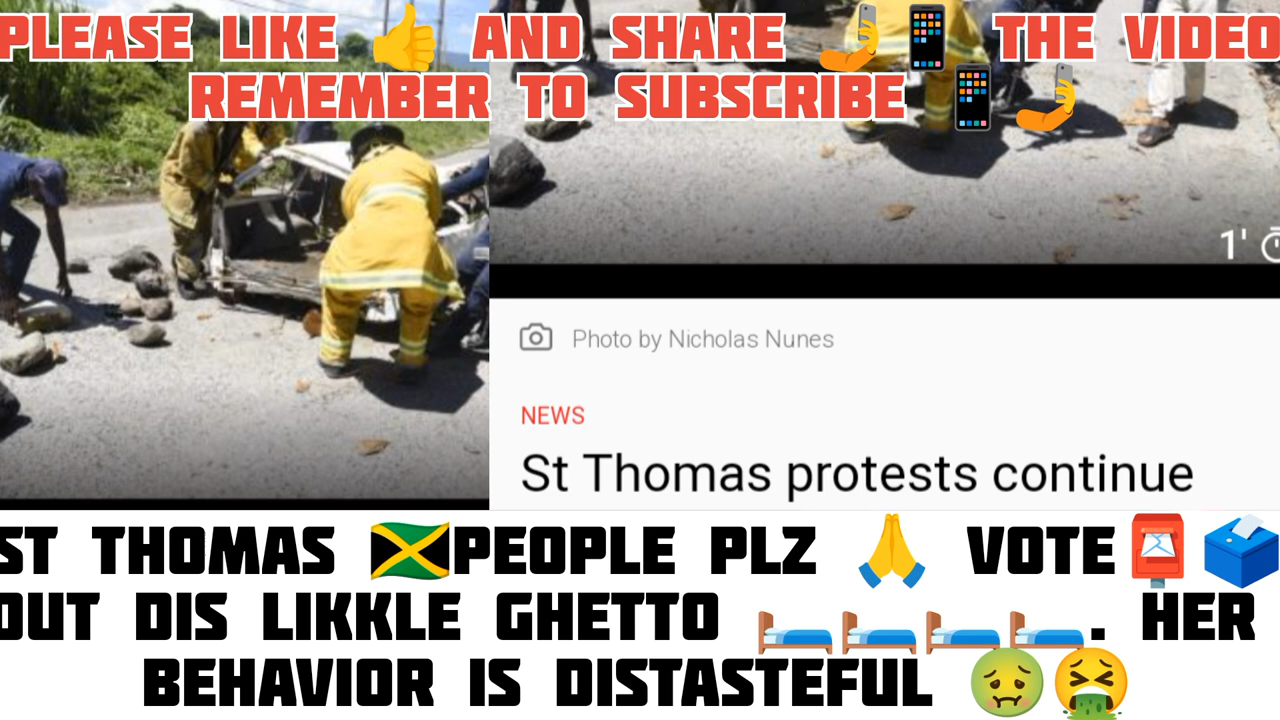 PLEASE LIKE 👍 AND SHARE 🤳📱 THE VIDEO
REMEMBER TO SUBSCRIBE 📱🤳
1'
Photo by Nicholas Nunes
NEWS
St Thomas protests continue
ST THOMAS 🇯🇲PEOPLE PLZ 🙏 VOTE📮🗳️
OUT DIS LIKKLE GHETTO 🛏️🛏️🛏️🛏️. HER
BEHAVIOR IS DISTASTEFUL 🤢🤮